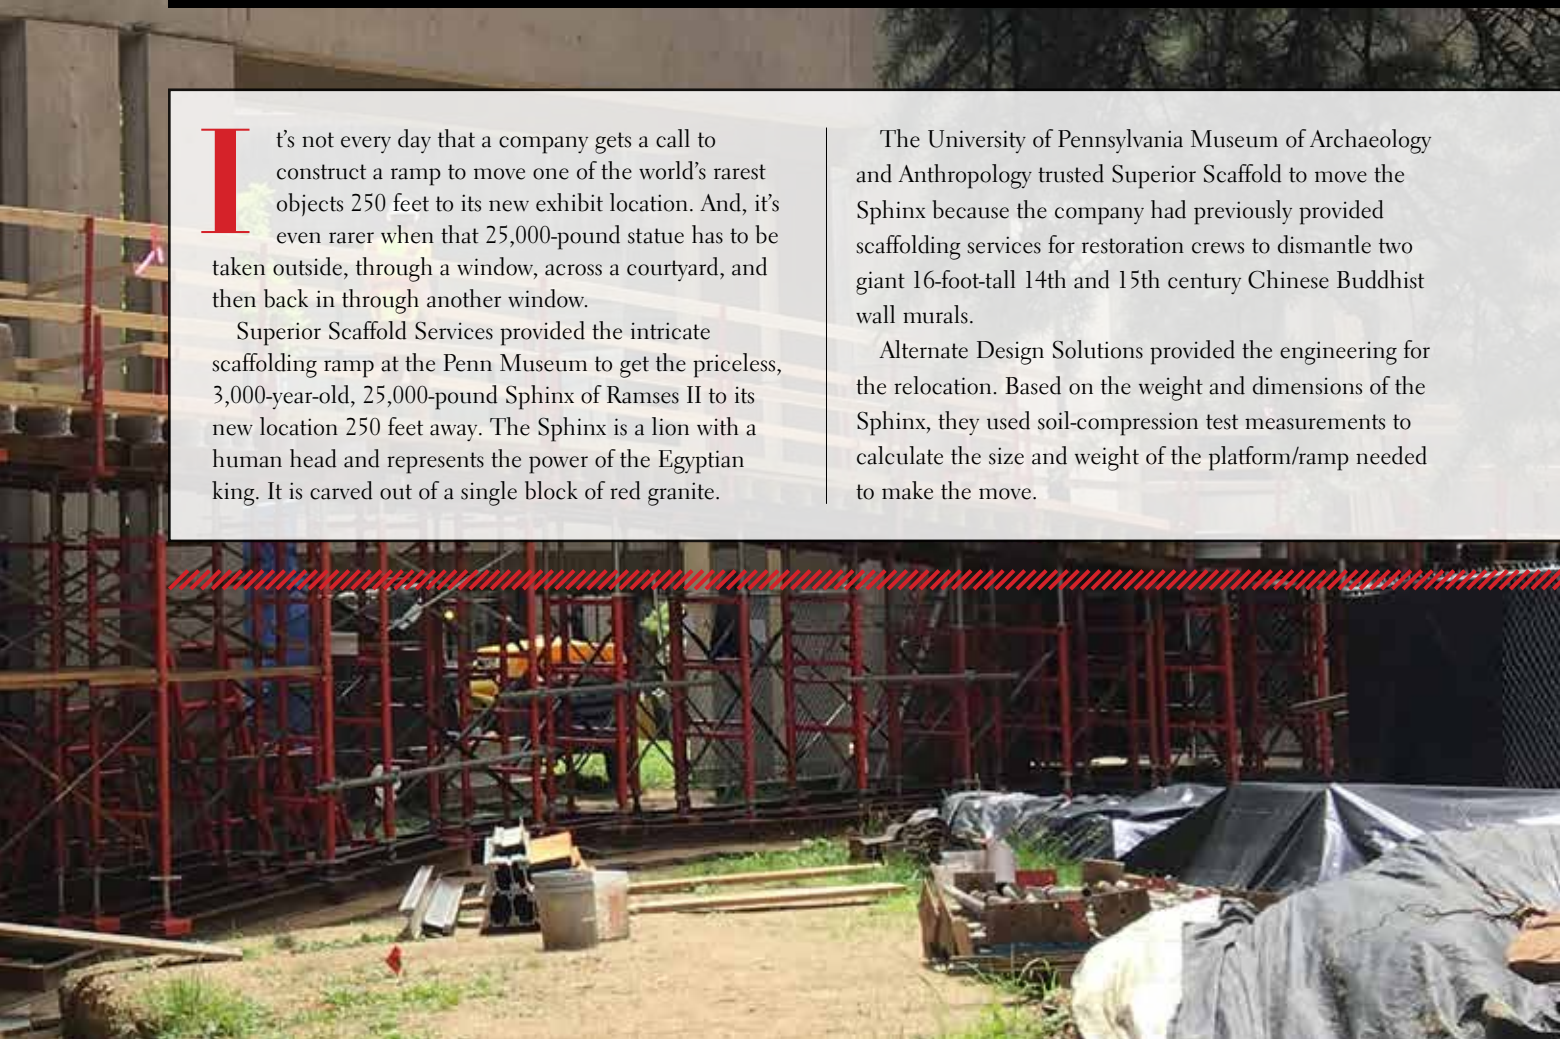 It's not every day that a company gets a call to
construct a ramp to move one of the world's rarest
objects 250 feet to its new exhibit location. And, it's
even rarer when that 25,000-pound statue has to be
taken outside, through a window, across a courtyard, and
then back in through another window.
Superior Scaffold Services provided the intricate
scaffolding ramp at the Penn Museum to get the priceless,
3,000-year-old, 25,000-pound Sphinx of Ramses II to its
new location 250 feet away. The Sphinx is a lion with a
human head and represents the power of the Egyptian
king. It is carved out of a single block of red granite.
The University of Pennsylvania Museum of Archaeology
and Anthropology trusted Superior Scaffold to move the
Sphinx because the company had previously provided
scaffolding services for restoration crews to dismantle two
giant 16-foot-tall 14th and 15th century Chinese Buddhist
wall murals.
Alternate Design Solutions provided the engineering for
the relocation. Based on the weight and dimensions of the
Sphinx, they used soil-compression test measurements to
calculate the size and weight of the platform/ramp needed
to make the move.